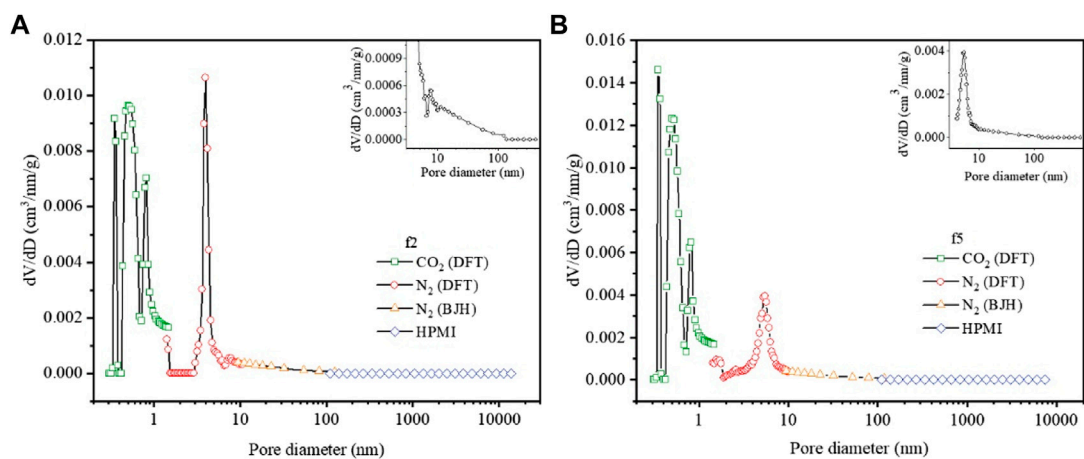 A
0.012
0.010
0.008
0.006
0.004
0.002
0.000
dV/dD (cm³/nm/g)
1
10
100
1000
10000
Pore diameter (nm)
0.0009
0.0006
0.0003
0.0000
dV/dD (cm³/nm/g)
10
100
Pore diameter (nm)
f2
CO₂ (DFT)
N₂ (DFT)
N₂ (BJH)
HPMI
B
0.016
0.014
0.012
0.010
0.008
0.006
0.004
0.002
0.000
dV/dD (cm³/nm/g)
1
10
100
1000
10000
Pore diameter (nm)
0.004
0.002
0.000
dV/dD (cm³/nm/g)
10
100
Pore diameter (nm)
f5
CO₂ (DFT)
N₂ (DFT)
N₂ (BJH)
HPMI